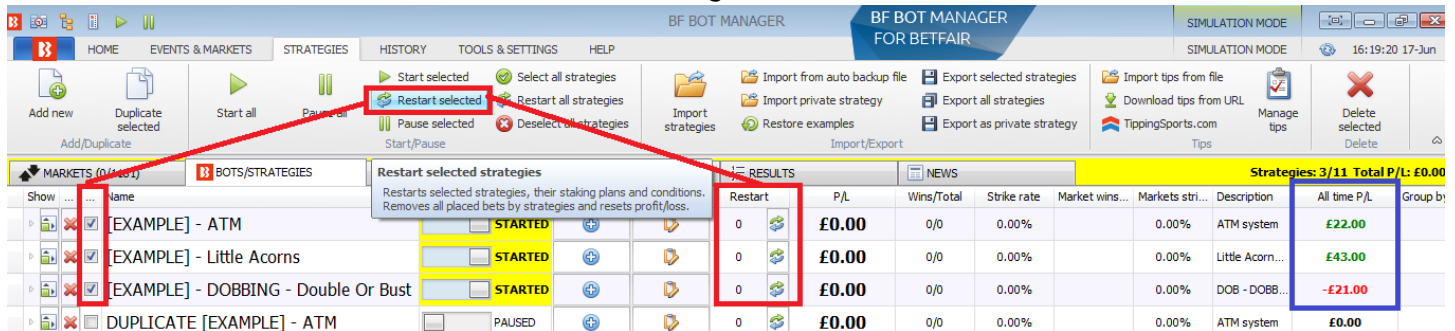 BF BOT MANAGER
BF BOT MANAGER
FOR BETFAIR
SIMULATION MODE
B HOME EVENTS & MARKETS STRATEGIES HISTORY TOOLS & SETTINGS HELP
SIMULATION MODE 16:19:20 17-Jun
Add new
Duplicate selected
Add/Duplicate
Start all
Pause all
Start selected
Restart selected
Pause selected
Select all strategies
Restart all strategies
Deselect all strategies
Start/Pause
Import strategies
Import from auto backup file
Import private strategy
Restore examples
Export selected strategies
Export all strategies
Export as private strategy
Import/Export
Import tips from file
Download tips from URL
TippingSports.com
Manage tips
Tips
Delete selected
Delete
MARKETS B BOTS/STRATEGIES RESULTS NEWS Strategies: 3/11 Total P/L: £0.00
Restart selected strategies
Restarts selected strategies, their staking plans and conditions.
Removes all placed bets by strategies and resets profit/loss.
Show ... ... Name Restart P/L Wins/Total Strike rate Market wins... Markets stri... Description All time P/L Group by
[EXAMPLE] - ATM STARTED 0 £0.00 0/0 0.00% 0.00% ATM system £22.00
[EXAMPLE] - Little Acorns STARTED 0 £0.00 0/0 0.00% 0.00% Little Acorn... £43.00
[EXAMPLE] - DOBBING - Double Or Bust STARTED 0 £0.00 0/0 0.00% 0.00% DOB - DOBB... -£21.00
DUPLICATE [EXAMPLE] - ATM PAUSED 0 £0.00 0/0 0.00% 0.00% ATM system £0.00